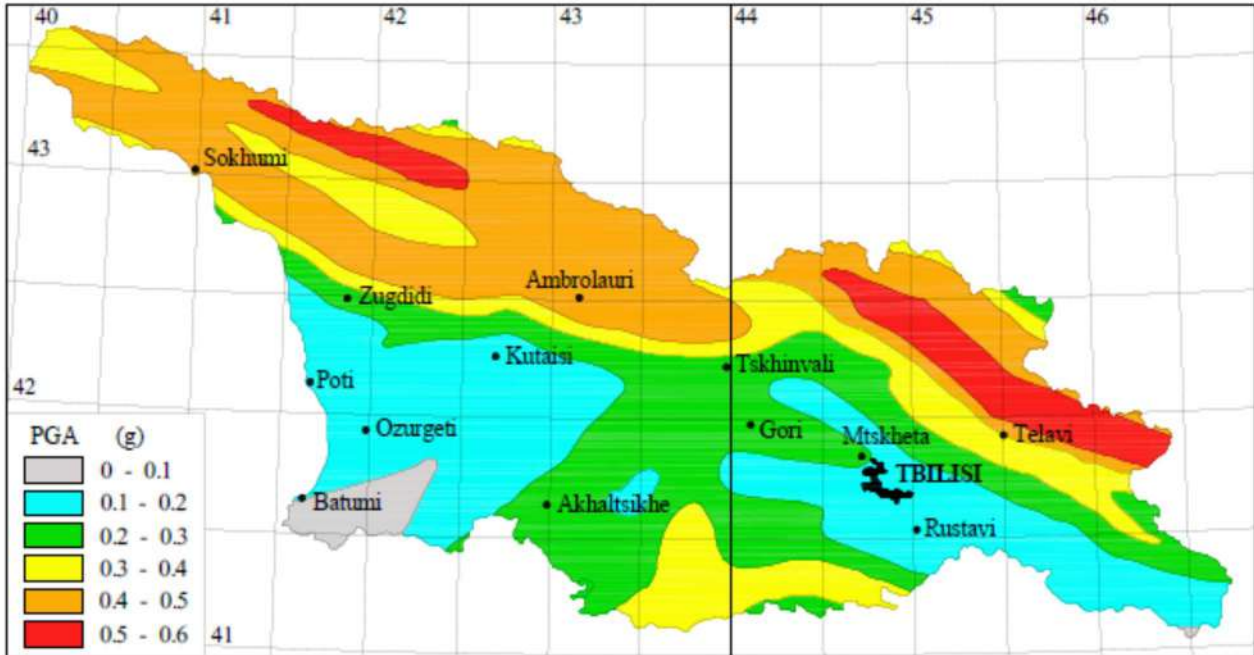 40 41 42 43 44 45 46
43
Sokhumi
Ambrolauri
Zugdidi
Kutaisi
Tskhinvali
Poti
42
Ozurgeti
Gori
Mtskheta
Telavi
TBILISI
Batumi
Akhaltsikhe
Rustavi
PGA (g)
0 - 0.1
0.1 - 0.2
0.2 - 0.3
0.3 - 0.4
0.4 - 0.5
0.5 - 0.6
41